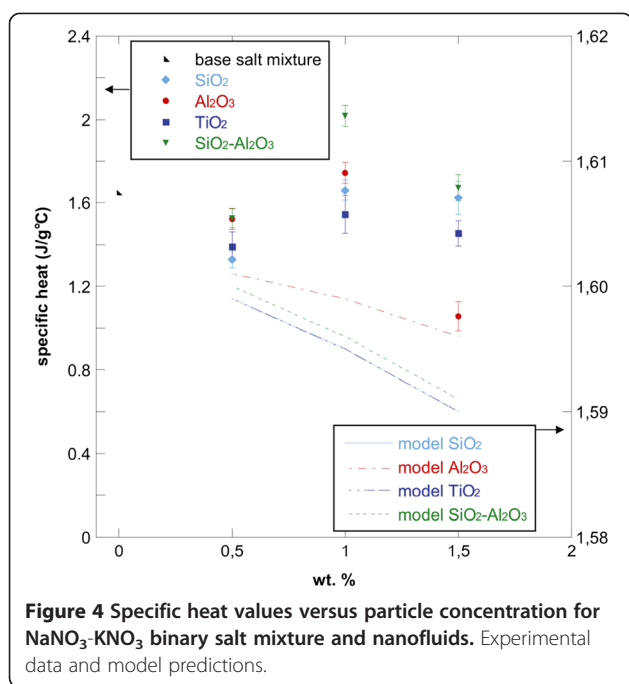 2.4
2
1.6
1.2
0.8
0.4
0
specific heat (J/g°C)
base salt mixture
SiO₂
Al₂O₃
TiO₂
SiO₂-Al₂O₃
1,62
1,61
1,60
1,59
1,58
model SiO₂
model Al₂O₃
model TiO₂
model SiO₂-Al₂O₃
0
0,5
1
1,5
2
wt. %
Figure 4 Specific heat values versus particle concentration for
NaNO₃-KNO₃ binary salt mixture and nanofluids. Experimental
data and model predictions.